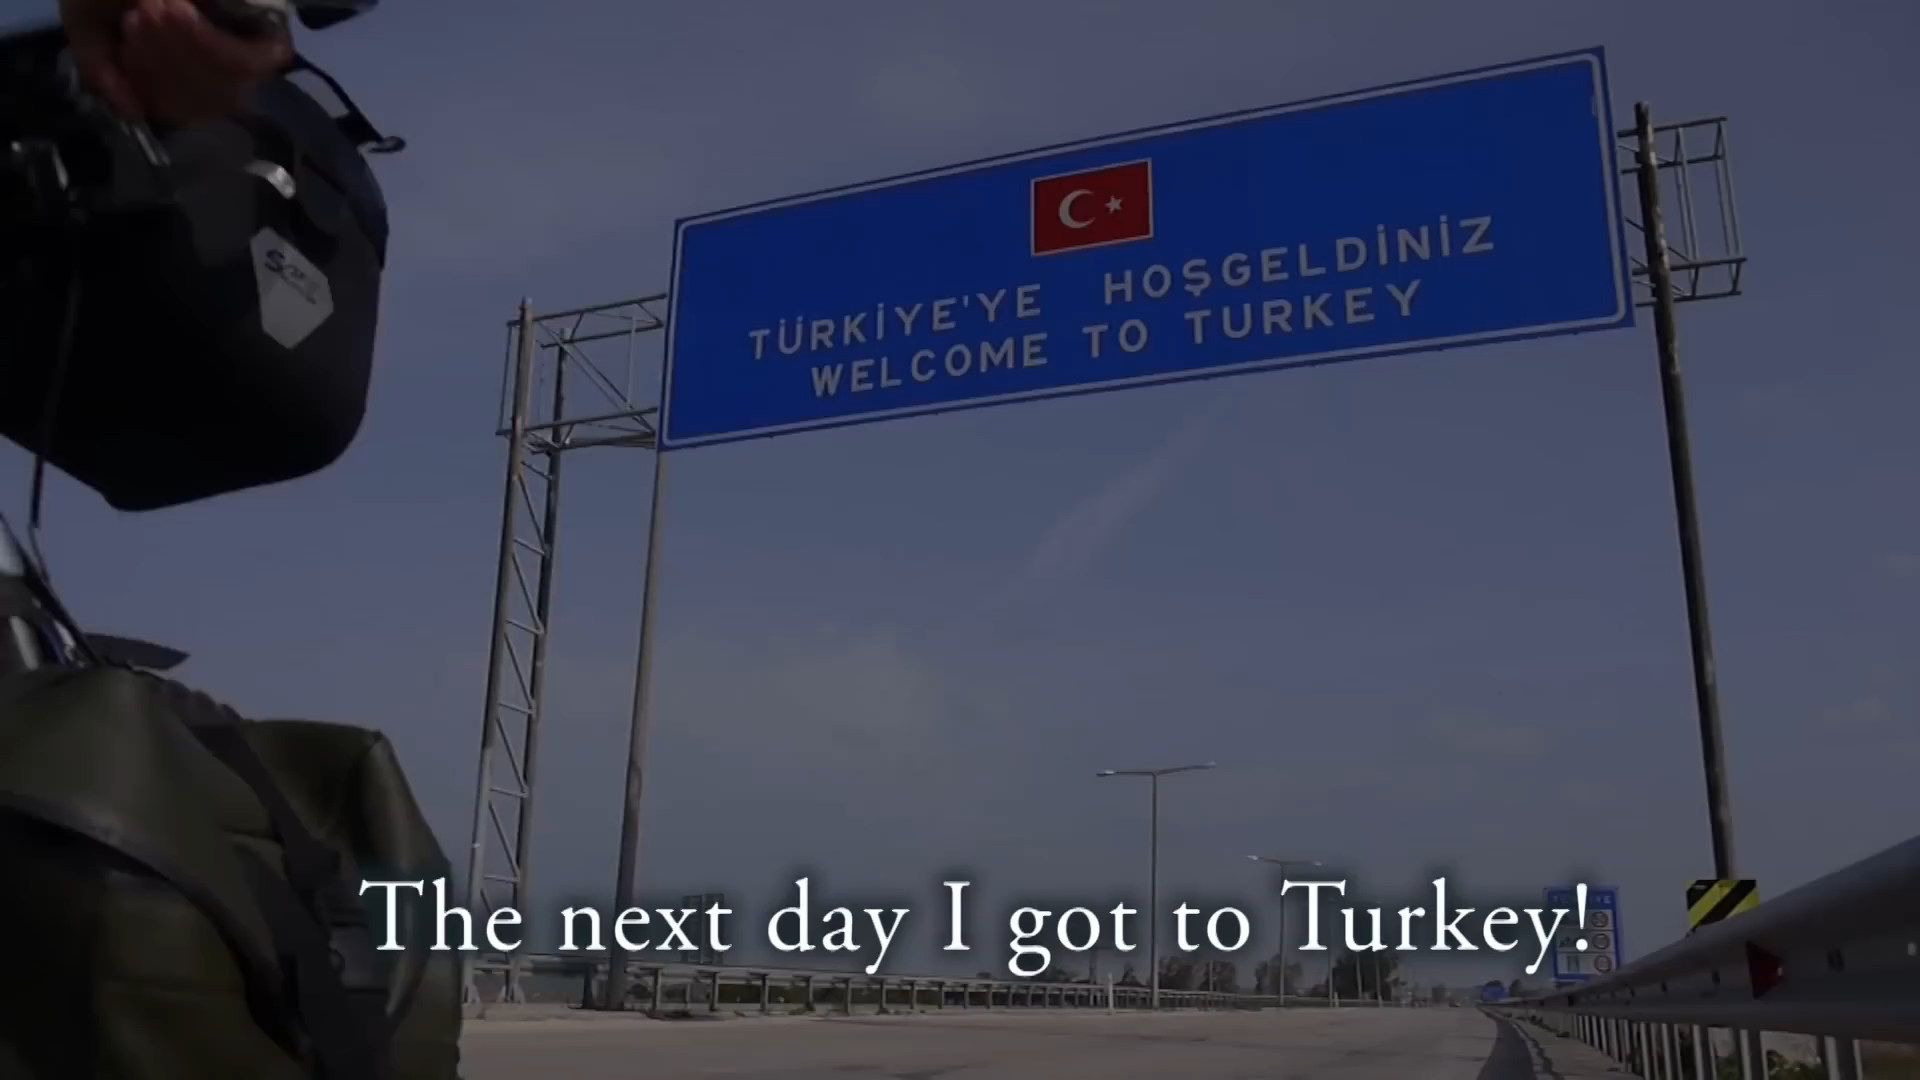 TÜRKİYE'YE HOŞGELDİNİZ
WELCOME TO TURKEY
The next day I got to Turkey!